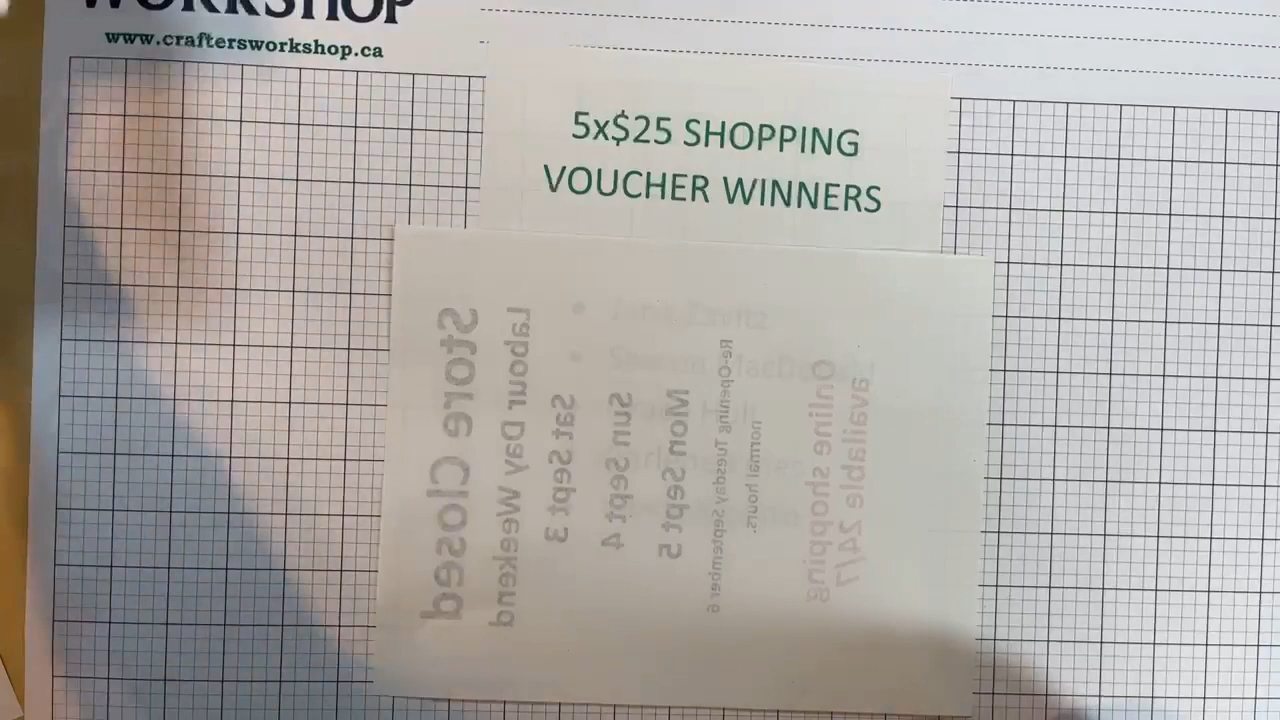 WORKSHOP
www.craftersworkshop.ca
5x$25 SHOPPING
VOUCHER WINNERS
Store Closed
Labour Day Weekend
Sat Sept 3
Sun Sept 4
Mon Sept 5
Re-opening Tuesday September 6
normal hours.
Online shopping
available 24/7